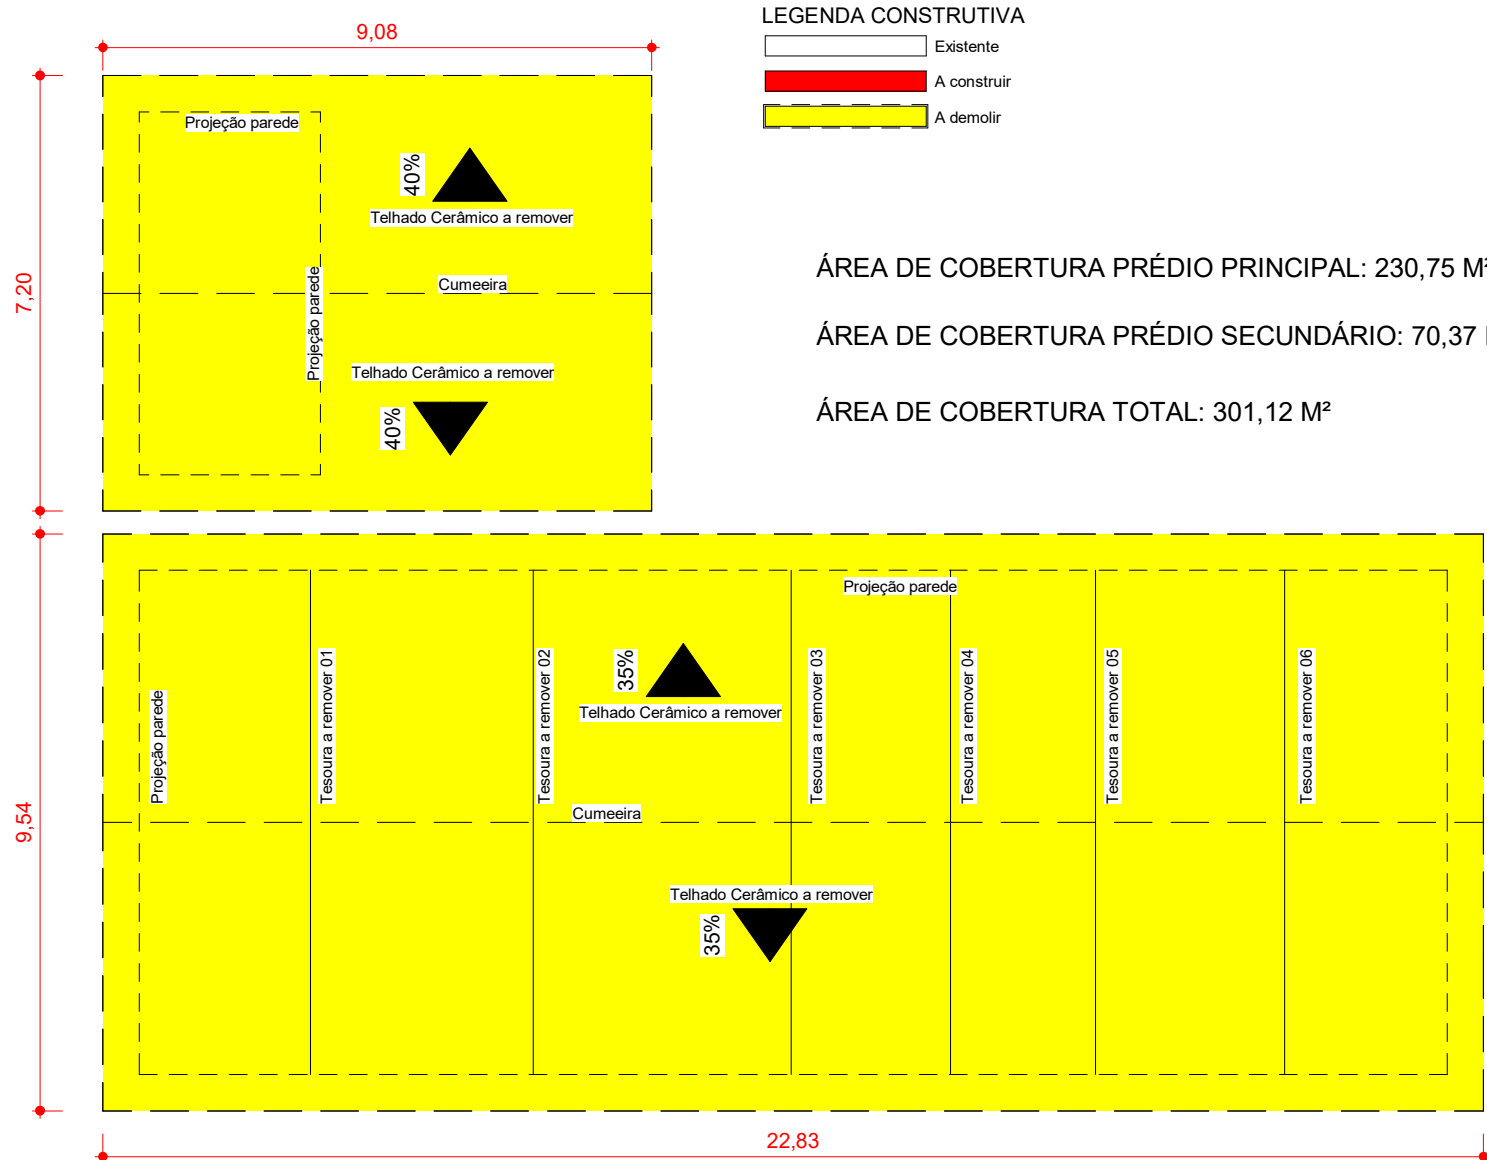 LEGENDA CONSTRUTIVA
Existente
A construir
A demolir
9,08
7,20
Projeção parede
40%
Telhado Cerâmico a remover
Cumeeira
Projeção parede
Telhado Cerâmico a remover
40%
ÁREA DE COBERTURA PRÉDIO PRINCIPAL: 230,75 M²
ÁREA DE COBERTURA PRÉDIO SECUNDÁRIO: 70,37
ÁREA DE COBERTURA TOTAL: 301,12 M²
9,54
Projeção parede
Projeção parede
Tesoura a remover 01
Tesoura a remover 02
35%
Telhado Cerâmico a remover
Tesoura a remover 03
Tesoura a remover 04
Tesoura a remover 05
Tesoura a remover 06
Cumeeira
Telhado Cerâmico a remover
35%
22,83